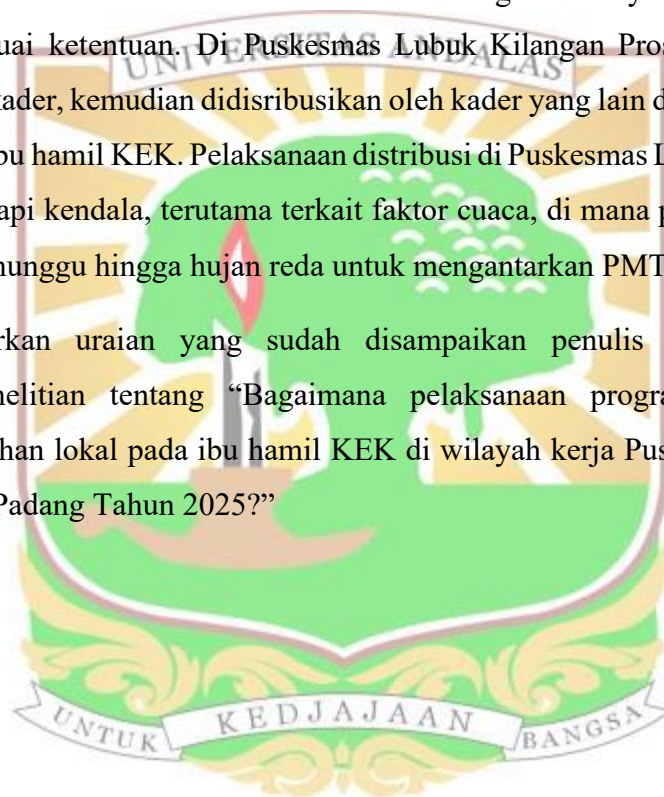 uai ketentuan. Di Puskesmas Lubuk Kilangan Pros
UNIVERSITAS ANDALAS
kader, kemudian didisribusikan oleh kader yang lain d
bu hamil KEK. Pelaksanaan distribusi di Puskesmas L
api kendala, terutama terkait faktor cuaca, di mana p
nunggu hingga hujan reda untuk mengantarkan PMT
rkan uraian yang sudah disampaikan penulis
nelitian tentang “Bagaimana pelaksanaan progra
han lokal pada ibu hamil KEK di wilayah kerja Pus
Padang Tahun 2025?”
UNTUK KEDJAJAAN BANGSA